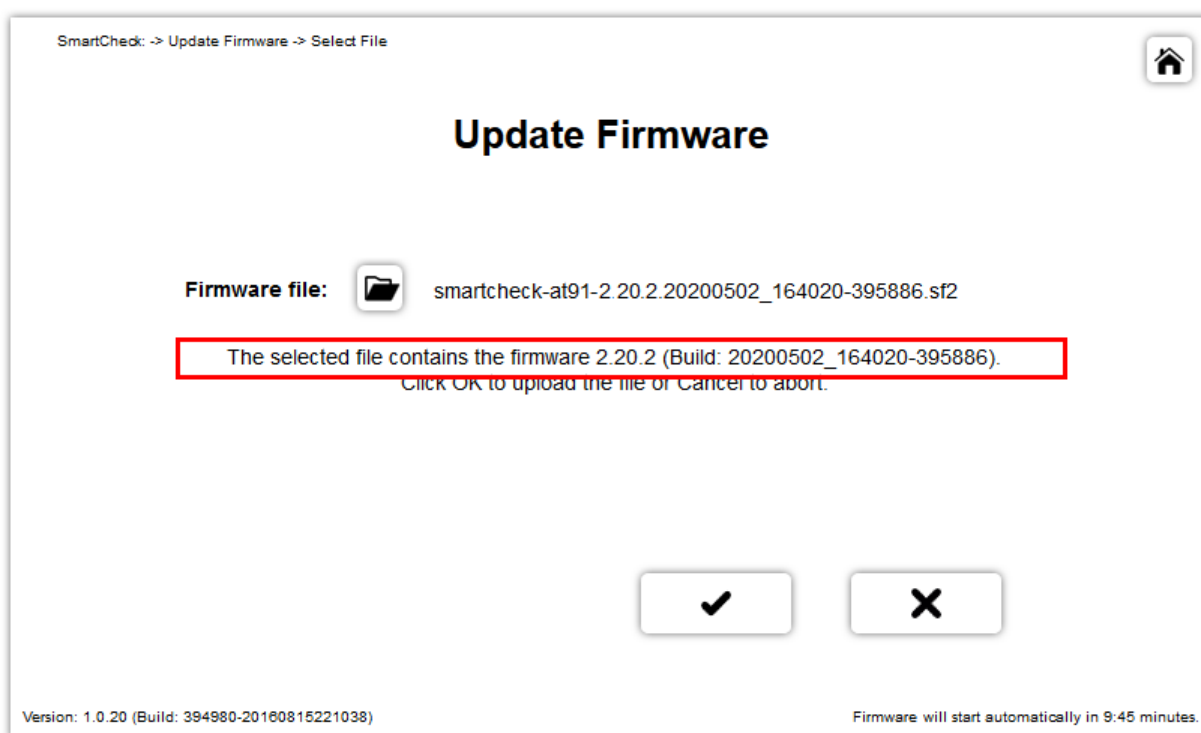 SmartCheck: -> Update Firmware -> Select File
Update Firmware
Firmware file: smartcheck-at91-2.20.2.20200502_164020-395886.sf2
The selected file contains the firmware 2.20.2 (Build: 20200502_164020-395886).
Click OK to upload the file or Cancel to abort.
Version: 1.0.20 (Build: 394980-20160815221038)
Firmware will start automatically in 9:45 minutes.